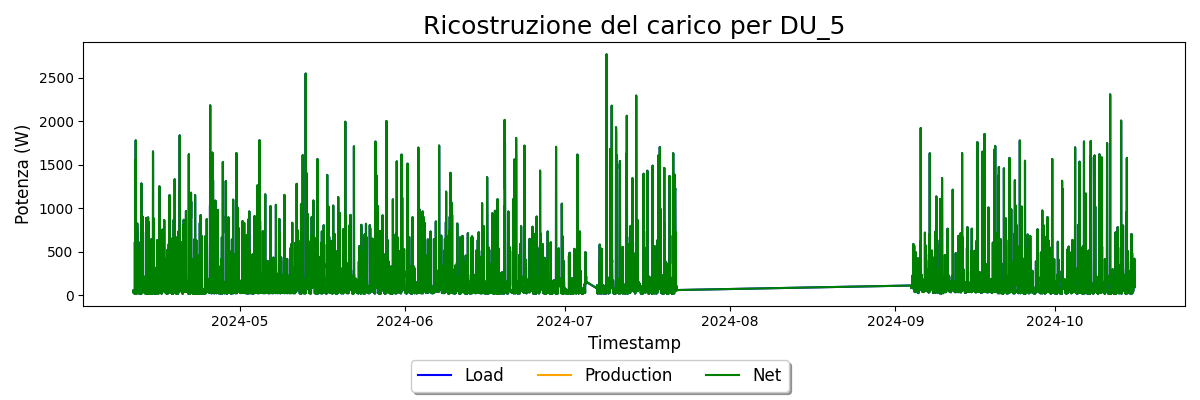 Ricostruzione del carico per DU_5
Potenza (W)
2500
2000
1500
1000
500
0
2024-05 2024-06 2024-07 2024-08 2024-09 2024-10
Timestamp
Load Production Net